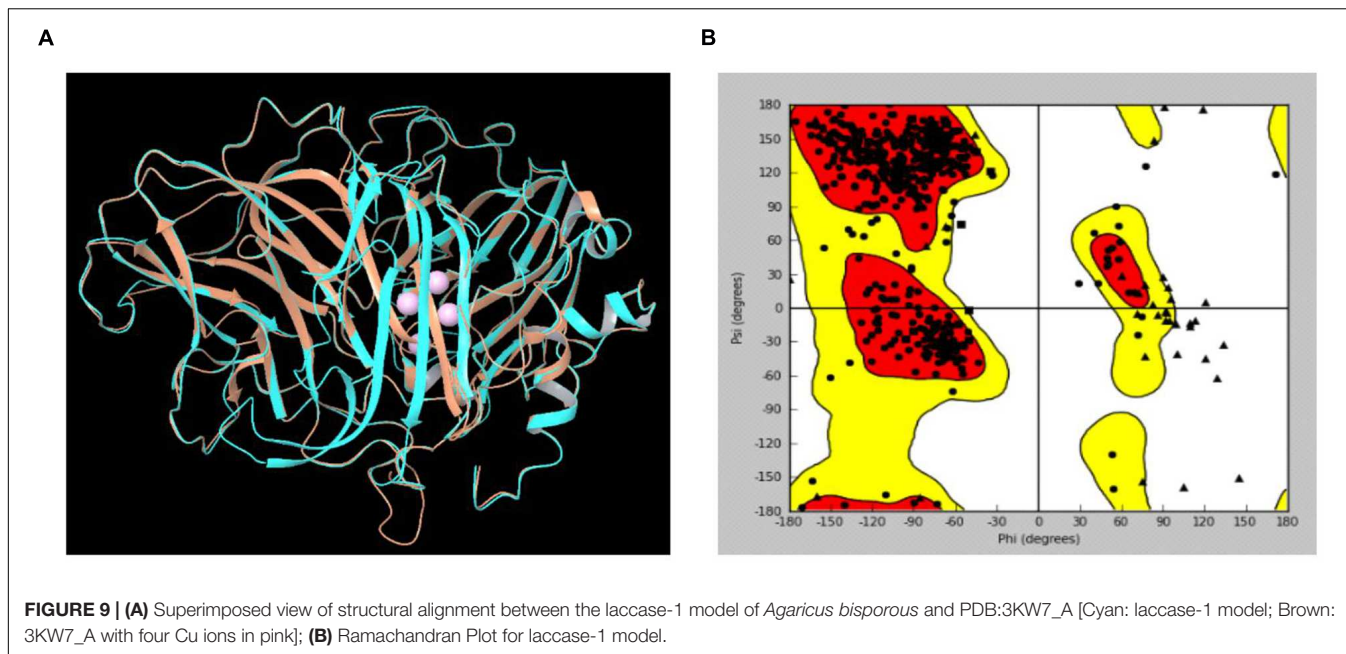 A
B
180
150
120
90
60
30
0
-30
-60
-90
-120
-150
-180
Psi (degrees)
-180 -150 -120 -90 -60 -30 0 30 60 90 120 150 180
Phi (degrees)
FIGURE 9 | (A) Superimposed view of structural alignment between the laccase-1 model of Agaricus bisporous and PDB:3KW7_A [Cyan: laccase-1 model; Brown:
3KW7_A with four Cu ions in pink]; (B) Ramachandran Plot for laccase-1 model.